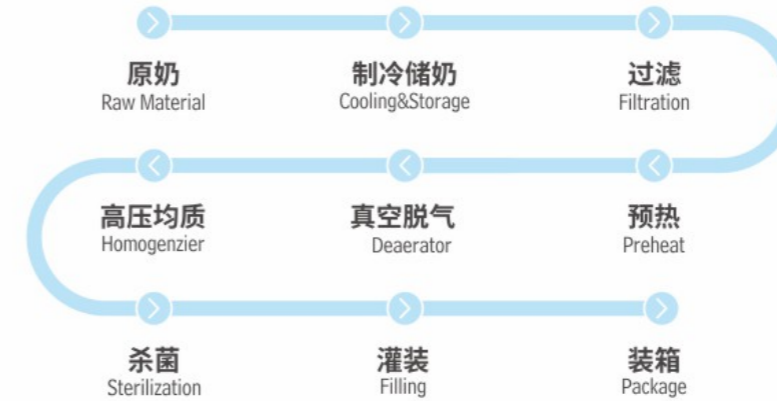 原奶
Raw Material
制冷储奶
Cooling&Storage
过滤
Filtration
高压均质
Homogenzier
真空脱气
Deaerator
预热
Preheat
杀菌
Sterilization
灌装
Filling
装箱
Package